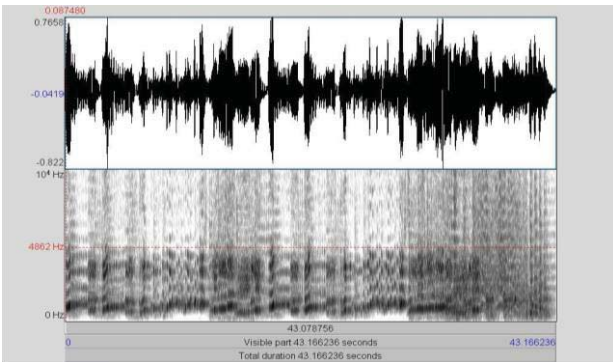 0.087480
0.7658
-0.0419
-0.822
10⁴ Hz
4862 Hz
0 Hz
43.078756
0 Visible part 43.166236 seconds 43.166236
Total duration 43.166236 seconds